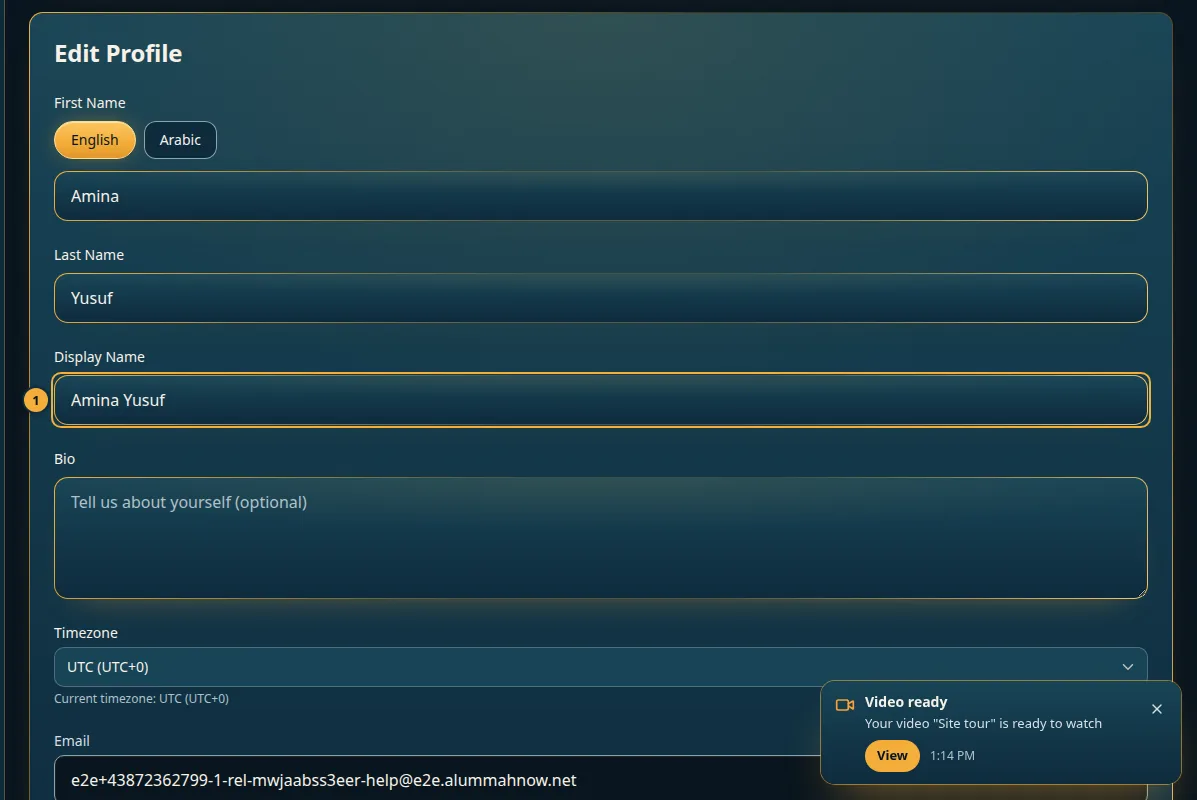 Edit Profile
First Name
English Arabic
Amina
Last Name
Yusuf
Display Name
1
Amina Yusuf
Bio
Tell us about yourself (optional)
Timezone
UTC (UTC+0)
Current timezone: UTC (UTC+0)
Email
e2e+43872362799-1-rel-mwjaabss3eer-help@e2e.alummahnow.net
Video ready
Your video "Site tour" is ready to watch
View 1:14 PM